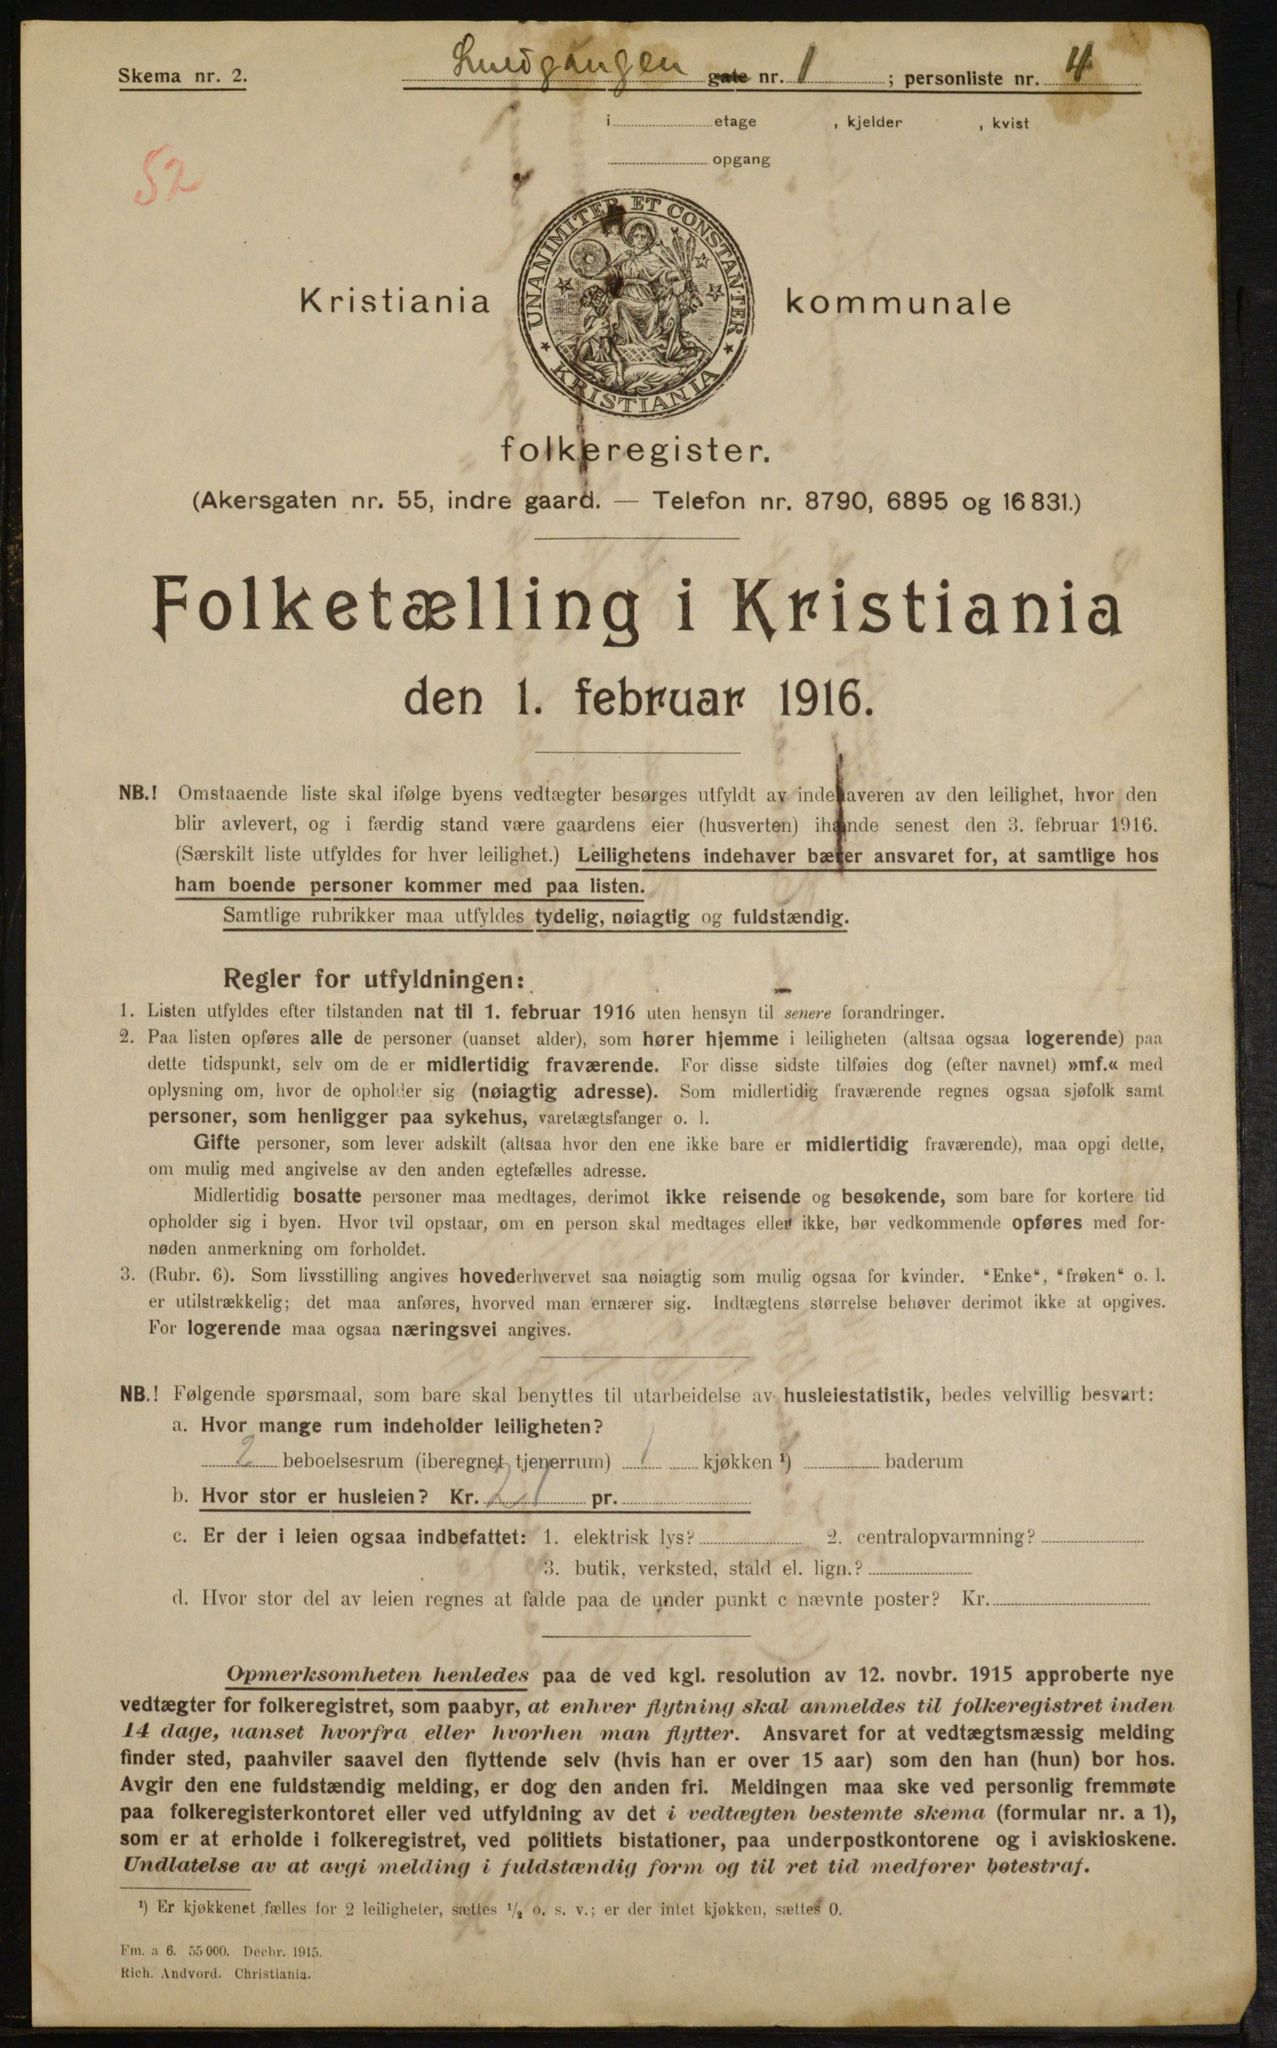 Skema nr. 2.
gate nr. 1 ; personliste nr. 4
i etage , kjelder , kvist
opgang
52
UNANIMITER ET CONSTANTER ★ KRISTIANIA ★
Kristiania kommunale
folkeregister.
(Akersgaten nr. 55, indre gaard. — Telefon nr. 8790, 6895 og 16831.)
Folketælling i Kristiania
den 1. februar 1916.
NB.! Omstaaende liste skal ifølge byens vedtægter besørges utfyldt av indehaveren av den leilighet, hvor den
blir avlevert, og i færdig stand være gaardens eier (husverten) ihænde senest den 3. februar 1916.
(Særskilt liste utfyldes for hver leilighet.) Leilighetens indehaver bærer ansvaret for, at samtlige hos
ham boende personer kommer med paa listen.
Samtlige rubrikker maa utfyldes tydelig, nøiagtig og fuldstændig.
Regler for utfyldningen:
1. Listen utfyldes efter tilstanden nat til 1. februar 1916 uten hensyn til senere forandringer.
2. Paa listen opføres alle de personer (uanset alder), som hører hjemme i leiligheten (altsaa ogsaa logerende) paa
dette tidspunkt, selv om de er midlertidig fraværende. For disse sidste tilføies dog (efter navnet) »mf.« med
oplysning om, hvor de opholder sig (nøiagtig adresse). Som midlertidig fraværende regnes ogsaa sjøfolk samt
personer, som henligger paa sykehus, varetægtsfanger o. l.
Gifte personer, som lever adskilt (altsaa hvor den ene ikke bare er midlertidig fraværende), maa opgi dette,
om mulig med angivelse av den anden egtefælles adresse.
Midlertidig bosatte personer maa medtages, derimot ikke reisende og besøkende, som bare for kortere tid
opholder sig i byen. Hvor tvil opstaar, om en person skal medtages eller ikke, bør vedkommende opføres med for-
nøden anmerkning om forholdet.
3. (Rubr. 6). Som livsstilling angives hovederhvervet saa nøiagtig som mulig ogsaa for kvinder. "Enke", "frøken" o. l.
er utilstrækkelig; det maa anføres, hvorved man ernærer sig. Indtægtens størrelse behøver derimot ikke at opgives.
For logerende maa ogsaa næringsvei angives.
NB.! Følgende spørsmaal, som bare skal benyttes til utarbeidelse av husleiestatistik, bedes velvillig besvart:
a. Hvor mange rum indeholder leiligheten?
2 beboelsesrum (iberegnet tjenerrum) 1 kjøkken ¹) baderum
b. Hvor stor er husleien? Kr. 21 pr.
c. Er der i leien ogsaa indbefattet: 1. elektrisk lys? 2. centralopvarmning?
3. butik, verksted, stald el. lign.?
d. Hvor stor del av leien regnes at falde paa de under punkt c nævnte poster? Kr.
Opmerksomheten henledes paa de ved kgl. resolution av 12. novbr. 1915 approberte nye
vedtægter for folkeregistret, som paabyr, at enhver flytning skal anmeldes til folkeregistret inden
14 dage, uanset hvorfra eller hvorhen man flytter. Ansvaret for at vedtægtsmæssig melding
finder sted, paahviler saavel den flyttende selv (hvis han er over 15 aar) som den han (hun) bor hos.
Avgir den ene fuldstændig melding, er dog den anden fri. Meldingen maa ske ved personlig fremmøte
paa folkeregisterkontoret eller ved utfyldning av det i vedtægten bestemte skema (formular nr. a 1),
som er at erholde i folkeregistret, ved politiets bistationer, paa underpostkontorene og i aviskioskene.
Undlatelse av at avgi melding i fuldstændig form og til ret tid medfører bøtestraf.
¹) Er kjøkkenet fælles for 2 leiligheter, sættes ¹/₂ o. s. v.; er der intet kjøkken, sættes 0.
Fm. a 6. 55000. Decbr. 1915.
Rich. Andvord. Christiania.